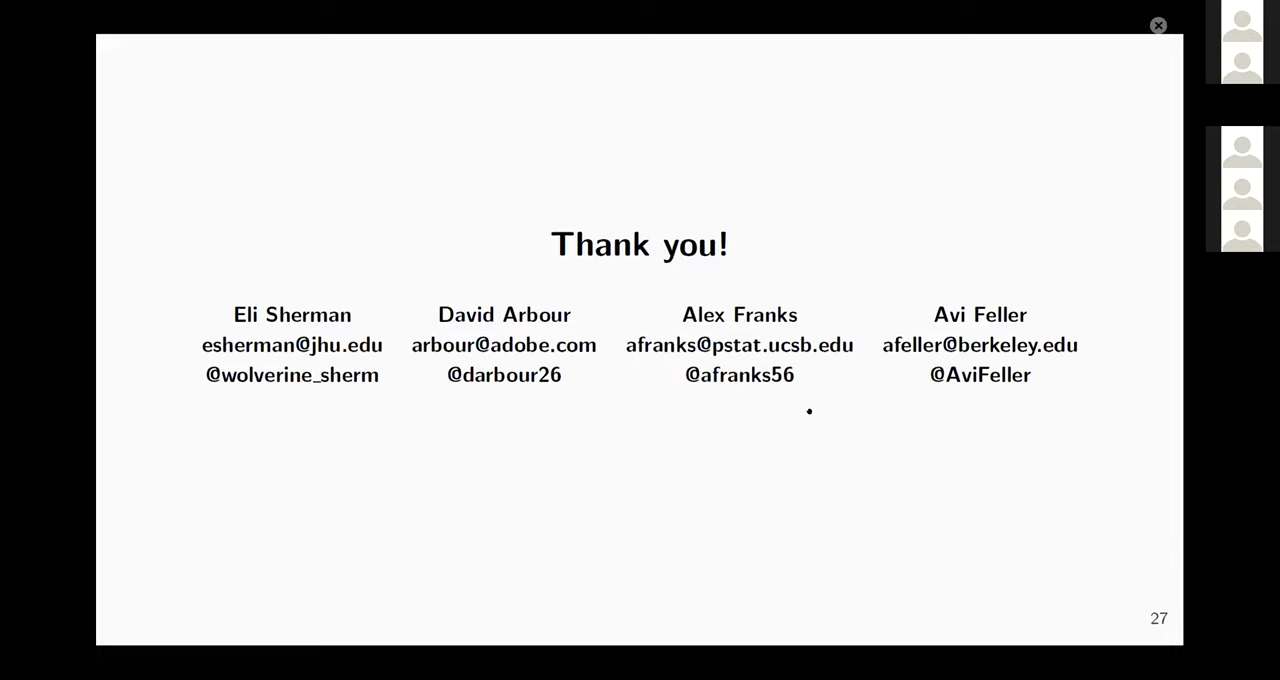 Thank you!
Eli Sherman David Arbour Alex Franks Avi Feller
esherman@jhu.edu arbour@adobe.com afranks@pstat.ucsb.edu afeller@berkeley.edu
@wolverine_sherm @darbour26 @afranks56 @AviFeller
27